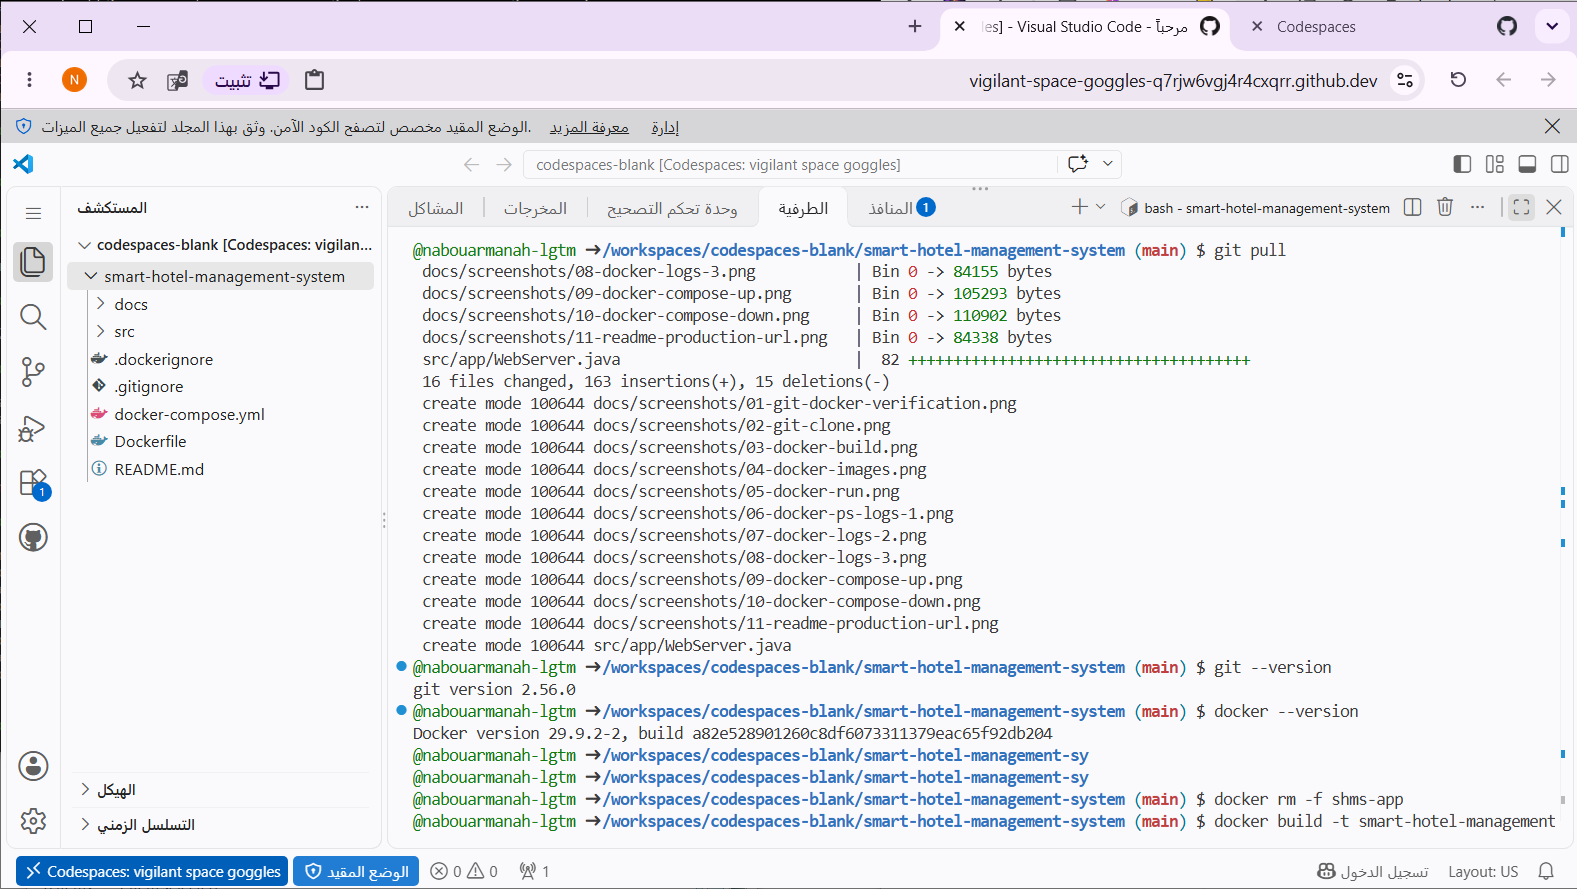 les] - Visual Studio Code - مرحباً
Codespaces
N
تثبيت
vigilant-space-goggles-q7rjw6vgj4r4cxqrr.github.dev
الوضع المقيد مخصص لتصفح الكود الآمن. وثق بهذا المجلد لتفعيل جميع الميزات. معرفة المزيد إدارة
codespaces-blank [Codespaces: vigilant space goggles]
المستكشف
codespaces-blank [Codespaces: vigilan...
smart-hotel-management-system
docs
src
.dockerignore
.gitignore
docker-compose.yml
Dockerfile
README.md
1
الهيكل
التسلسل الزمني
المشاكل
المخرجات
وحدة تحكم التصحيح
الطرفية
المنافذ 1
bash - smart-hotel-management-system
@nabouarmanah-lgtm ➜/workspaces/codespaces-blank/smart-hotel-management-system (main) $ git pull
docs/screenshots/08-docker-logs-3.png | Bin 0 -> 84155 bytes
docs/screenshots/09-docker-compose-up.png | Bin 0 -> 105293 bytes
docs/screenshots/10-docker-compose-down.png | Bin 0 -> 110902 bytes
docs/screenshots/11-readme-production-url.png | Bin 0 -> 84338 bytes
src/app/WebServer.java | 82 ++++++++++++++++++++++++++++++++++++++
16 files changed, 163 insertions(+), 15 deletions(-)
create mode 100644 docs/screenshots/01-git-docker-verification.png
create mode 100644 docs/screenshots/02-git-clone.png
create mode 100644 docs/screenshots/03-docker-build.png
create mode 100644 docs/screenshots/04-docker-images.png
create mode 100644 docs/screenshots/05-docker-run.png
create mode 100644 docs/screenshots/06-docker-ps-logs-1.png
create mode 100644 docs/screenshots/07-docker-logs-2.png
create mode 100644 docs/screenshots/08-docker-logs-3.png
create mode 100644 docs/screenshots/09-docker-compose-up.png
create mode 100644 docs/screenshots/10-docker-compose-down.png
create mode 100644 docs/screenshots/11-readme-production-url.png
create mode 100644 src/app/WebServer.java
@nabouarmanah-lgtm ➜/workspaces/codespaces-blank/smart-hotel-management-system (main) $ git --version
git version 2.56.0
@nabouarmanah-lgtm ➜/workspaces/codespaces-blank/smart-hotel-management-system (main) $ docker --version
Docker version 29.9.2-2, build a82e528901260c8df6073311379eac65f92db204
@nabouarmanah-lgtm ➜/workspaces/codespaces-blank/smart-hotel-management-sy
@nabouarmanah-lgtm ➜/workspaces/codespaces-blank/smart-hotel-management-sy
@nabouarmanah-lgtm ➜/workspaces/codespaces-blank/smart-hotel-management-system (main) $ docker rm -f shms-app
@nabouarmanah-lgtm ➜/workspaces/codespaces-blank/smart-hotel-management-system (main) $ docker build -t smart-hotel-management
Codespaces: vigilant space goggles
الوضع المقيد
0 0
1
تسجيل الدخول
Layout: US